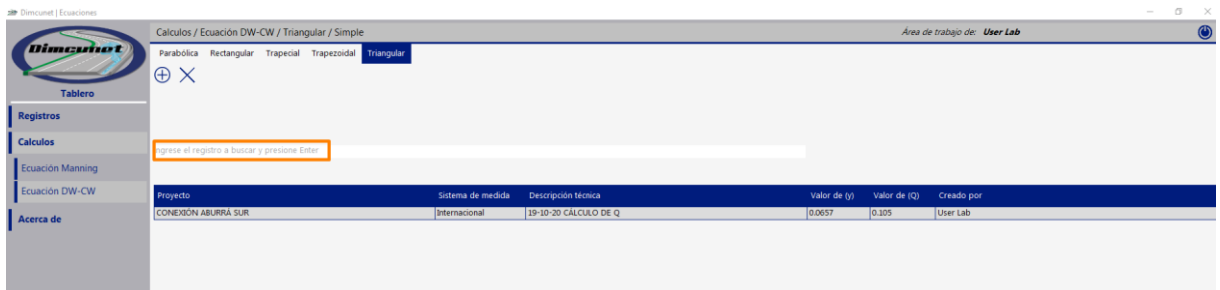 Dimcunet | Ecuaciones
Dimcunet
Tablero
Registros
Calculos
Ecuación Manning
Ecuación DW-CW
Acerca de
Calculos / Ecuación DW-CW / Triangular / Simple
Área de trabajo de: User Lab
Parabólica Rectangular Trapecial Trapezoidal Triangular
ngrese el registro a buscar y presione Enter
Proyecto Sistema de medida Descripción técnica Valor de (y) Valor de (Q) Creado por
CONEXIÓN ABURRÁ SUR Internacional 19-10-20 CÁLCULO DE Q 0.0657 0.105 User Lab